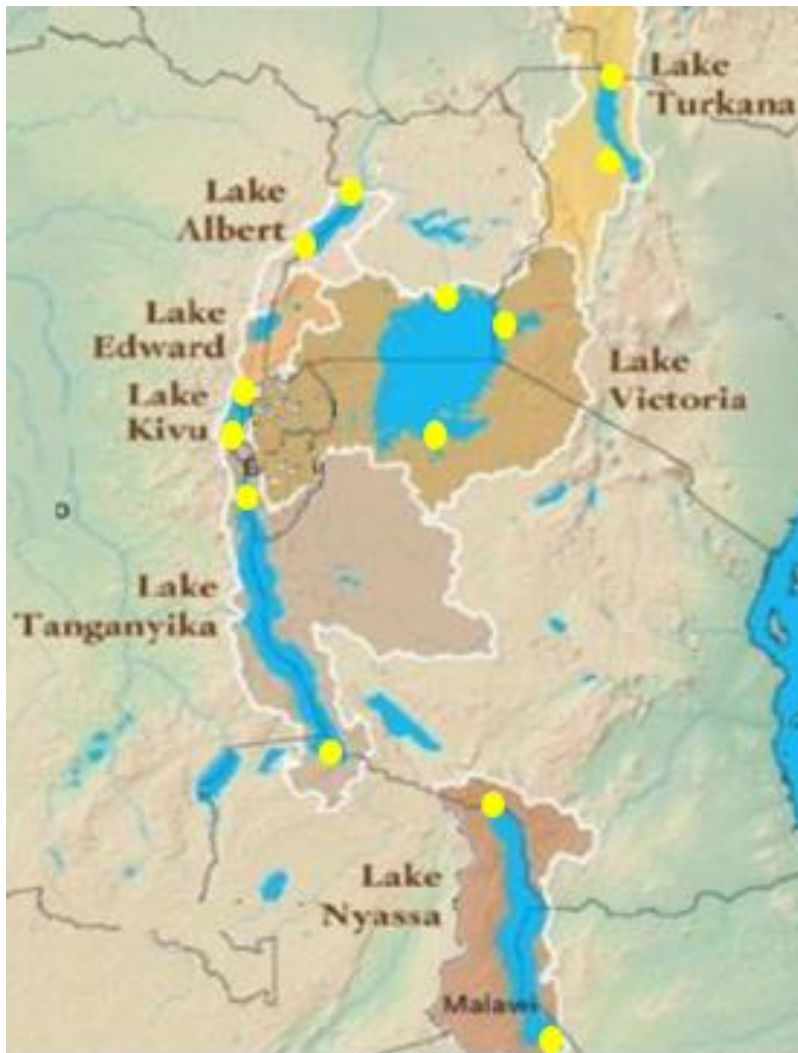 Lake
Turkana
Lake
Albert
Lake
Edward
Lake
Victoria
Lake
Kivu
Lake
Tanganyika
Lake
Nyassa
Malawi